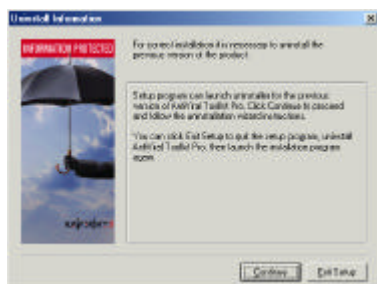 Uninstall Information
INFORMATION PROTECTED
For correct installation it is necessary to uninstall the
previous version of the product.
Setup program can launch uninstaller for the previous
version of AntiViral Toolkit Pro. Click Continue to proceed
and follow the uninstallation wizard instructions.
You can click Exit Setup to quit the setup program, uninstall
AntiViral Toolkit Pro, then launch the installation program
again.
Continue
Exit Setup